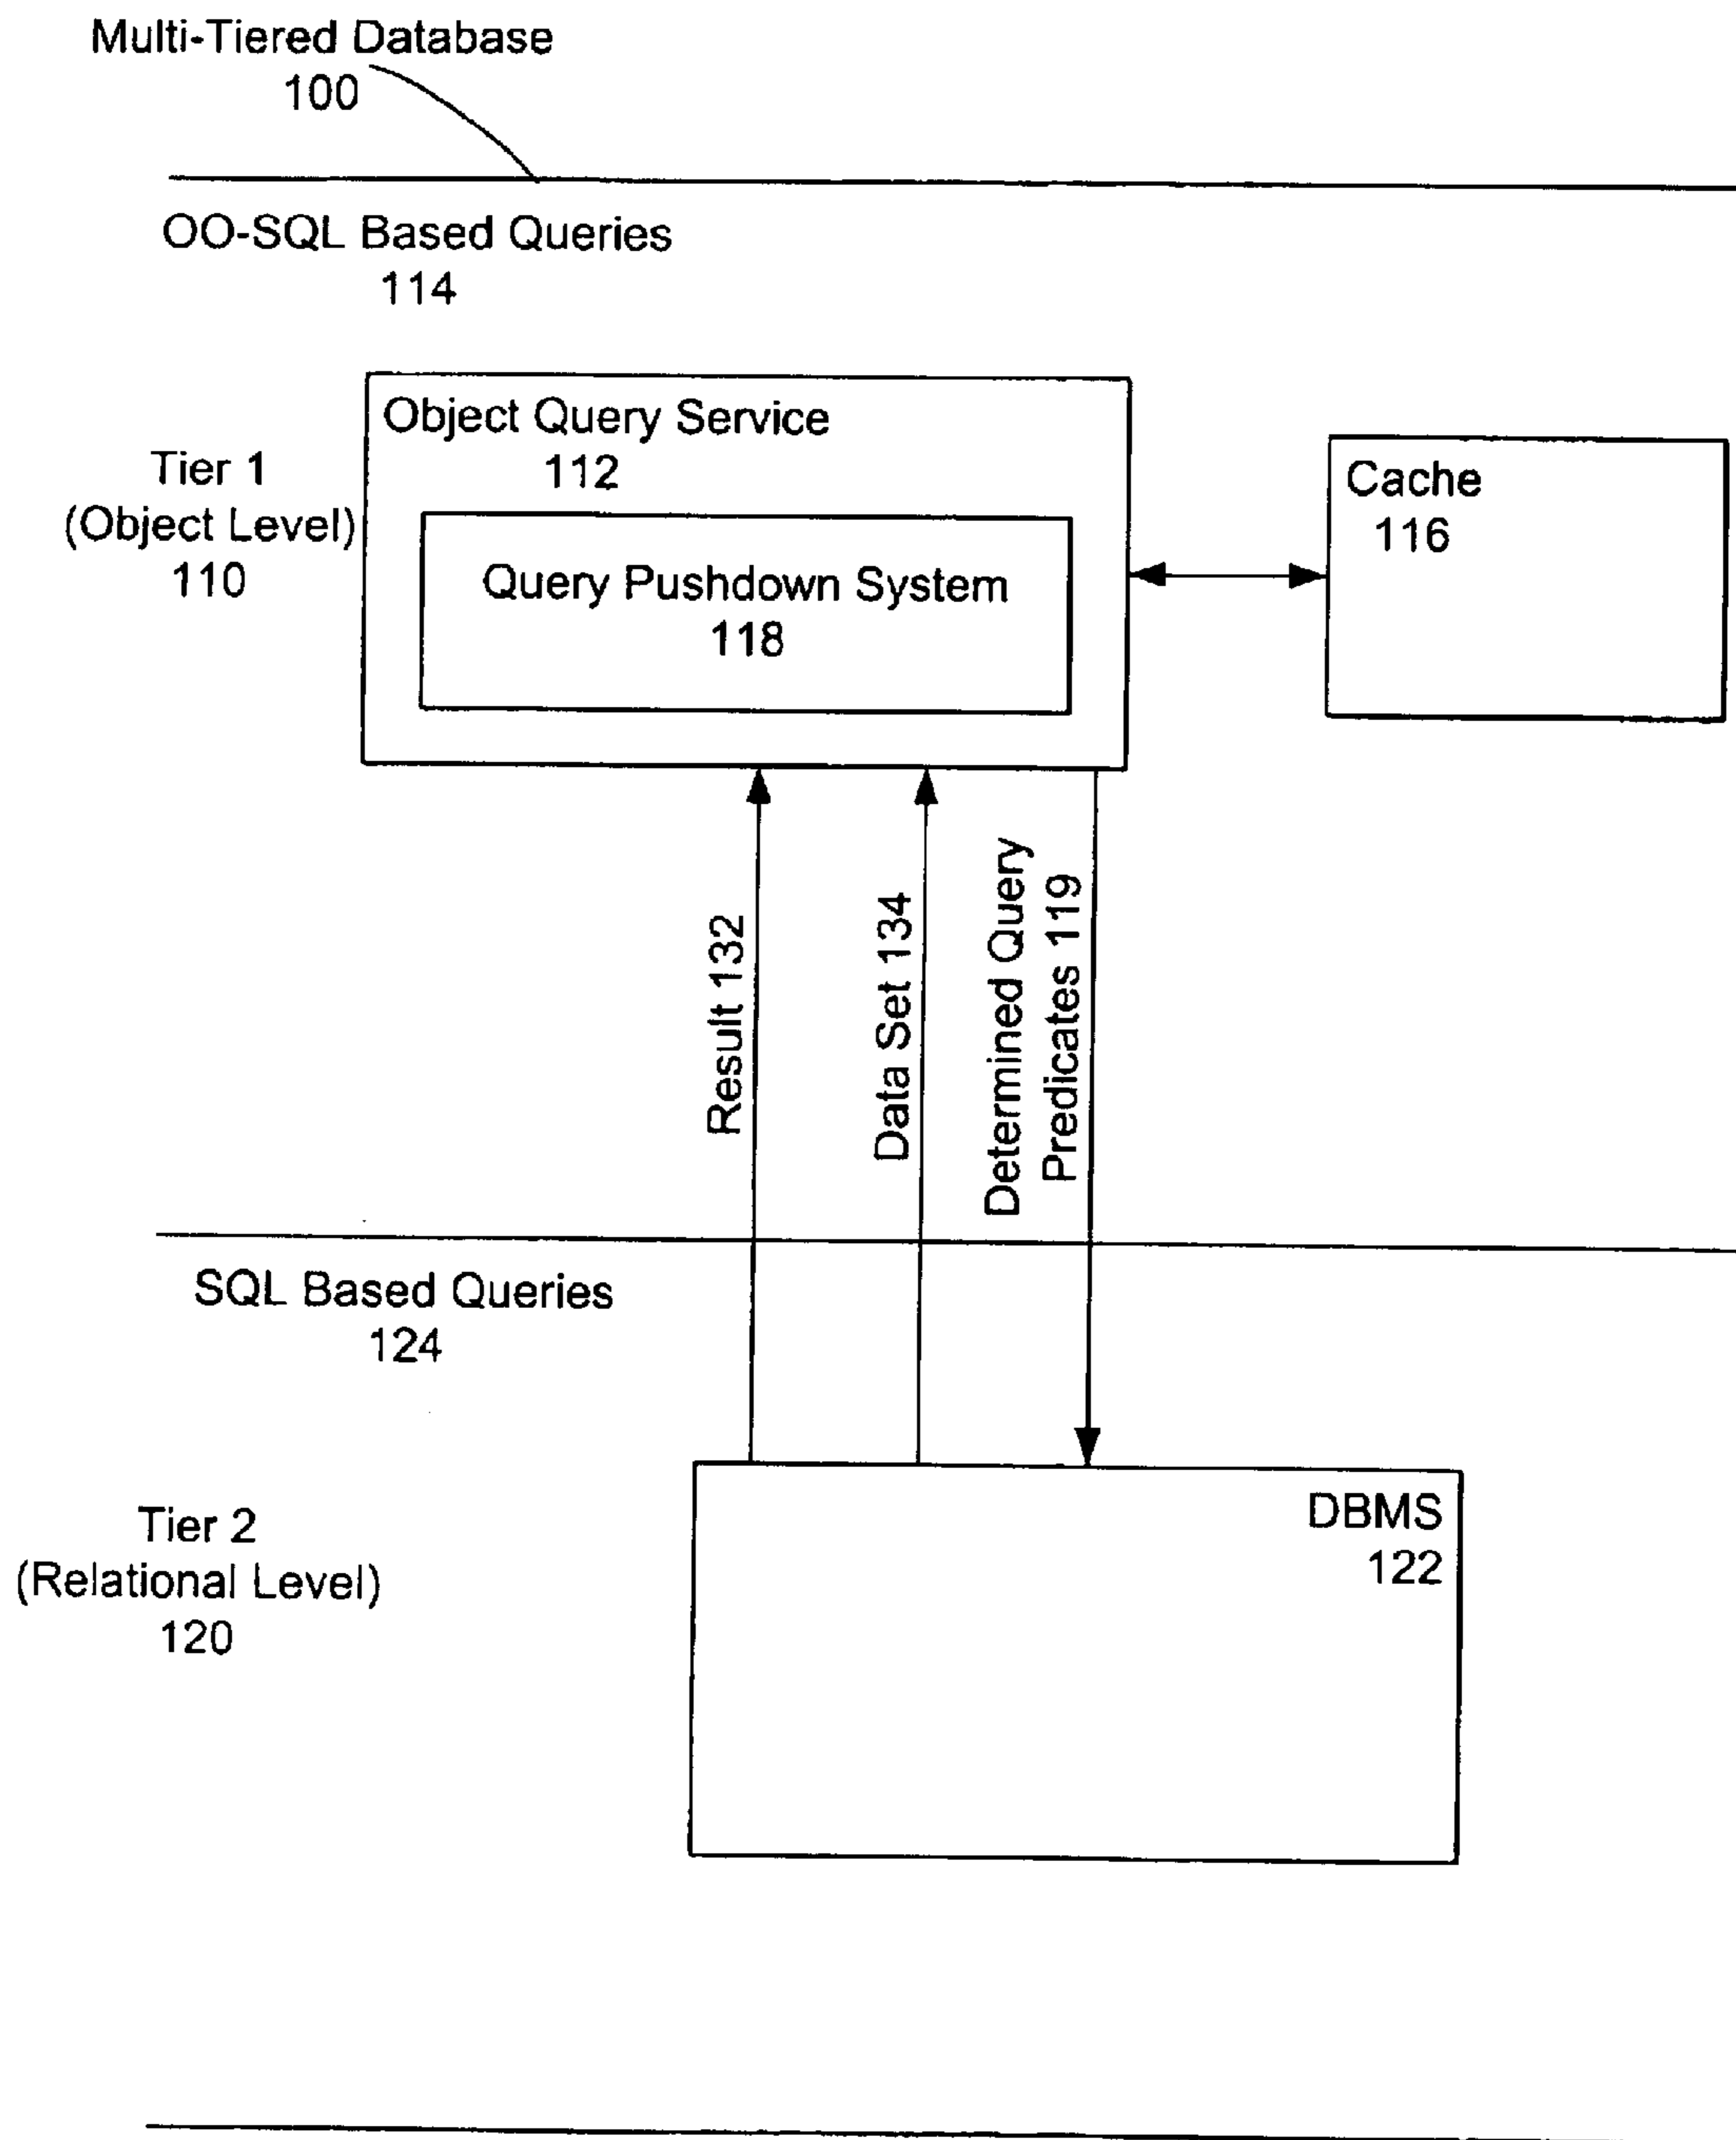 Multi-Tiered Database
100
OO-SQL Based Queries
114
Object Query Service
112
Tier 1
(Object Level)
110
Query Pushdown System
118
Cache
116
Result 132
Data Set 134
Determined Query
Predicates 119
SQL Based Queries
124
Tier 2
(Relational Level)
120
DBMS
122